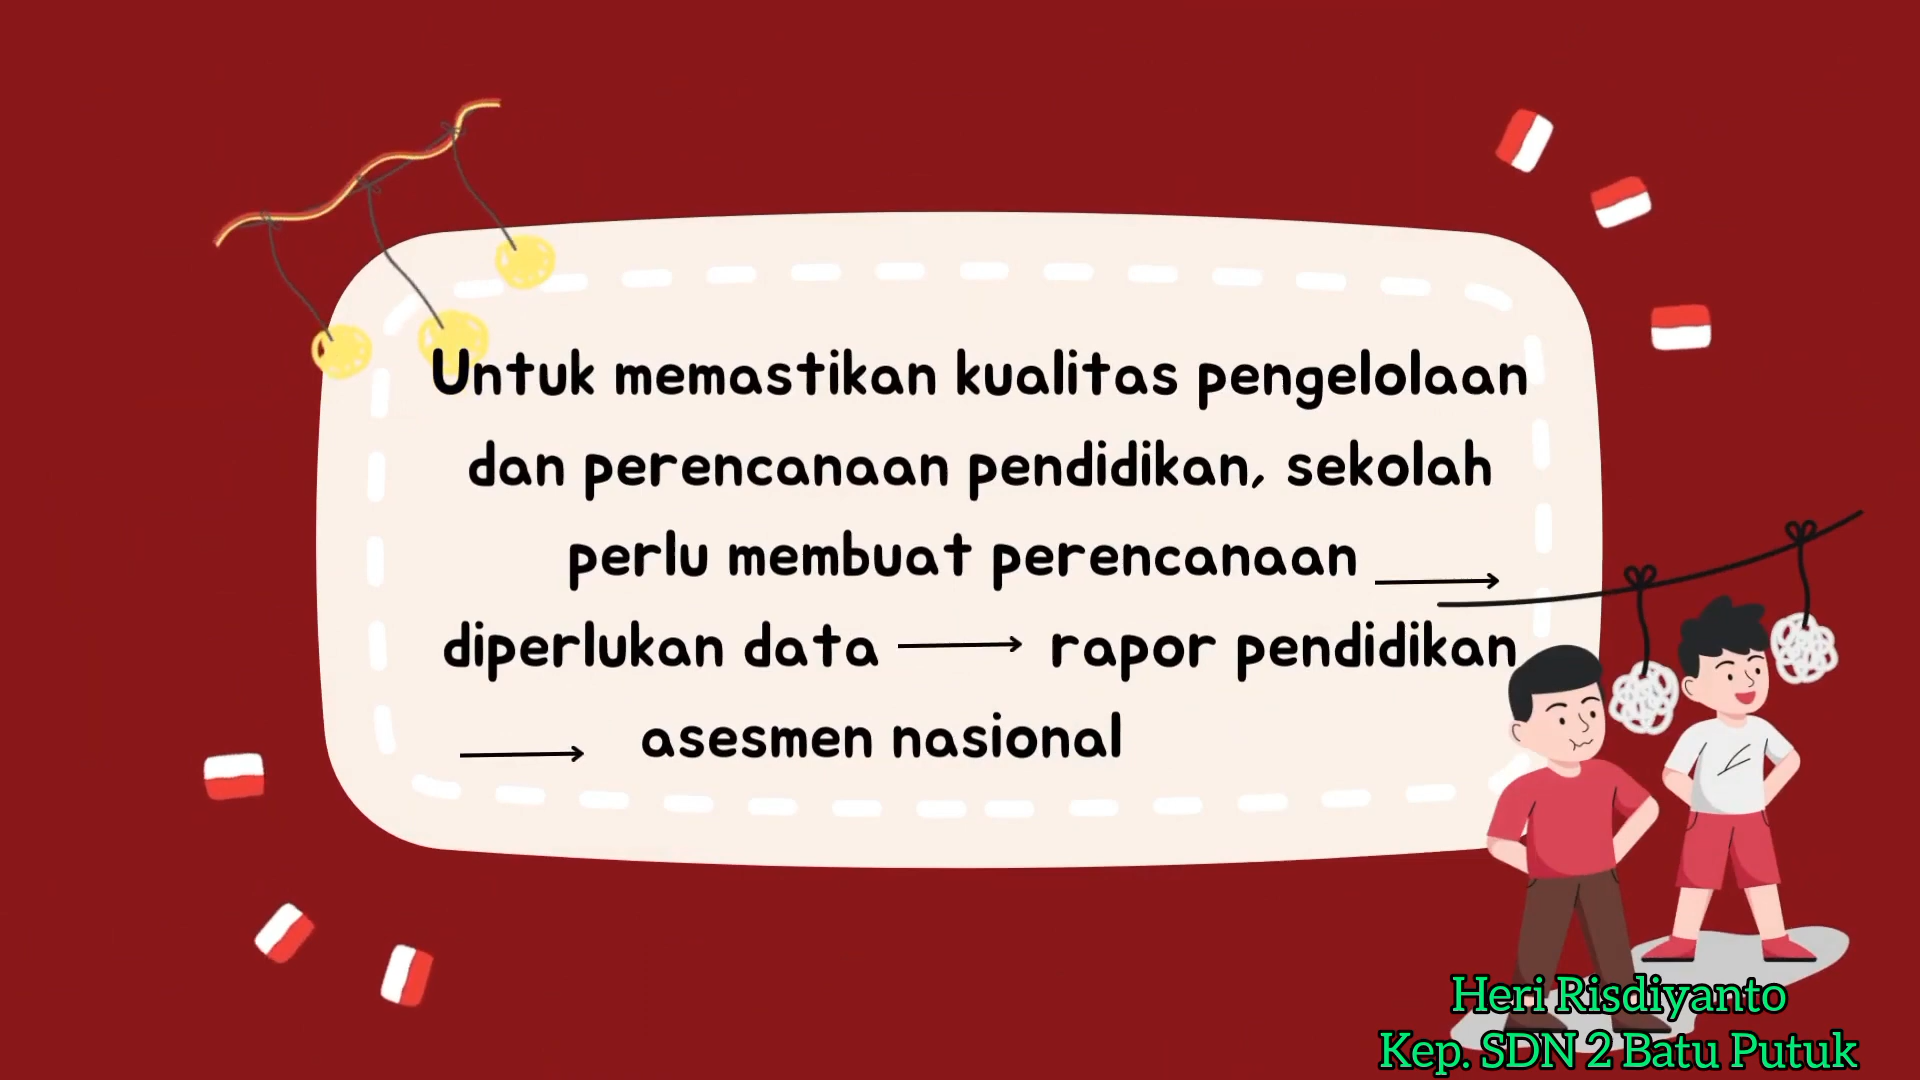 Untuk memastikan kualitas pengelolaan
dan perencanaan pendidikan, sekolah
perlu membuat perencanaan
diperlukan data → rapor pendidikan
→ asesmen nasional
Heri Risdiyanto
Kep. SDN 2 Batu Putuk